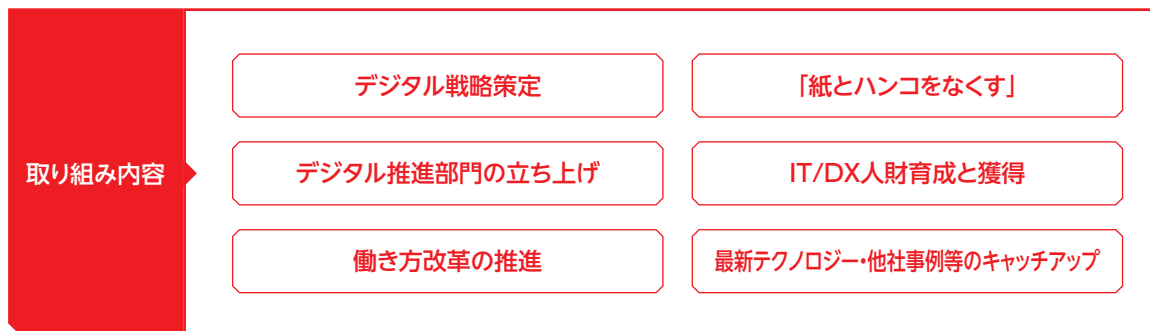 取り組み内容
デジタル戦略策定
「紙とハンコをなくす」
デジタル推進部門の立ち上げ
IT/DX人財育成と獲得
働き方改革の推進
最新テクノロジー・他社事例等のキャッチアップ